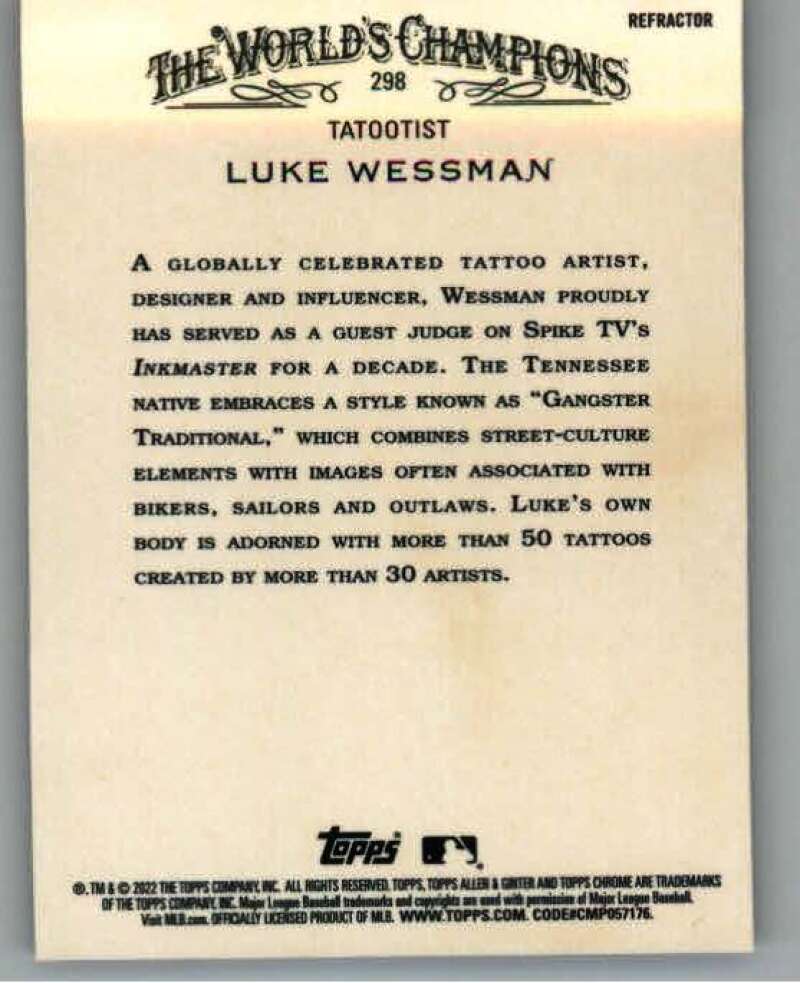 REFRACTOR
THE WORLD'S CHAMPIONS
298
TATOOTIST
LUKE WESSMAN
A GLOBALLY CELEBRATED TATTOO ARTIST,
DESIGNER AND INFLUENCER, WESSMAN PROUDLY
HAS SERVED AS A GUEST JUDGE ON SPIKE TV'S
INKMASTER FOR A DECADE. THE TENNESSEE
NATIVE EMBRACES A STYLE KNOWN AS "GANGSTER
TRADITIONAL," WHICH COMBINES STREET-CULTURE
ELEMENTS WITH IMAGES OFTEN ASSOCIATED WITH
BIKERS, SAILORS AND OUTLAWS. LUKE'S OWN
BODY IS ADORNED WITH MORE THAN 50 TATTOOS
CREATED BY MORE THAN 30 ARTISTS.
Topps
®, TM & © 2022 THE TOPPS COMPANY, INC. ALL RIGHTS RESERVED. TOPPS, TOPPS ALLEN & GINTER AND TOPPS CHROME ARE TRADEMARKS
OF THE TOPPS COMPANY, INC. Major League Baseball trademarks and copyrights are used with permission of Major League Baseball.
Visit MLB.com. OFFICIALLY LICENSED PRODUCT OF MLB. WWW.TOPPS.COM. CODE#CMP057176.